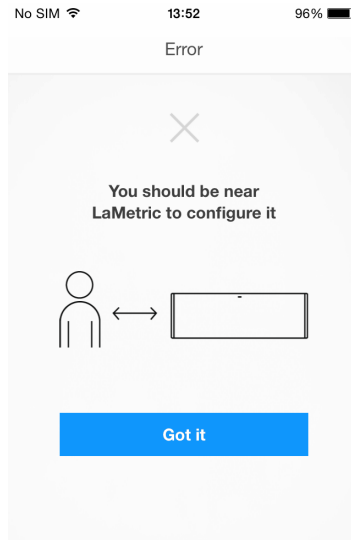 No SIM 13:52 96%
Error
You should be near
LaMetric to configure it
Got it